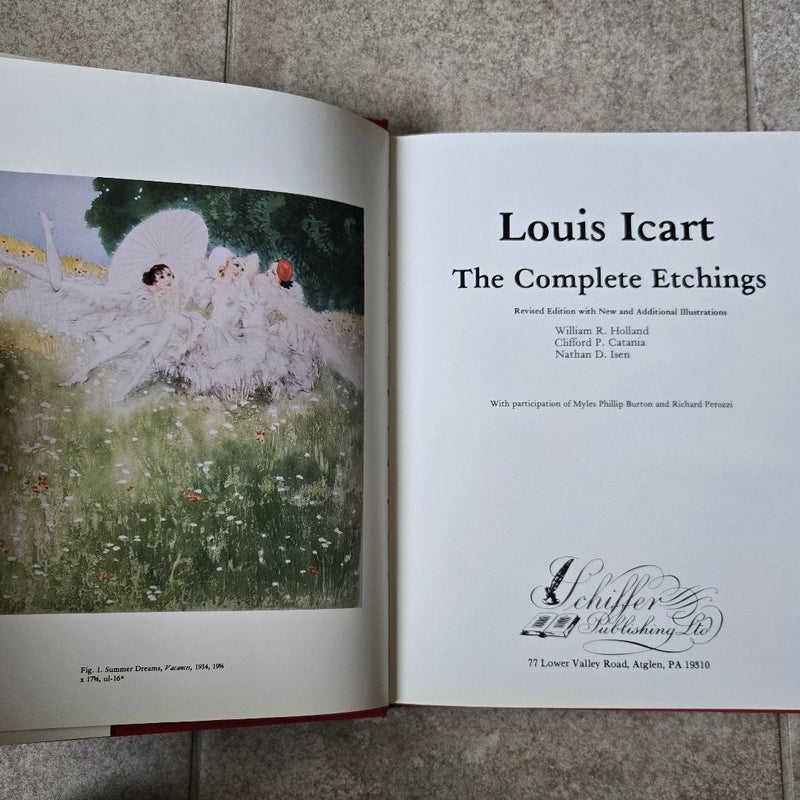 Fig. 1. Summer Dreams, Vacances, 1934, 19¾
x 17¾, ul-16*
Louis Icart
The Complete Etchings
Revised Edition with New and Additional Illustrations
William R. Holland
Clifford P. Catania
Nathan D. Isen
With participation of Myles Phillip Burton and Richard Perozzi
Schiffer
Publishing Ltd
77 Lower Valley Road, Atglen, PA 19310